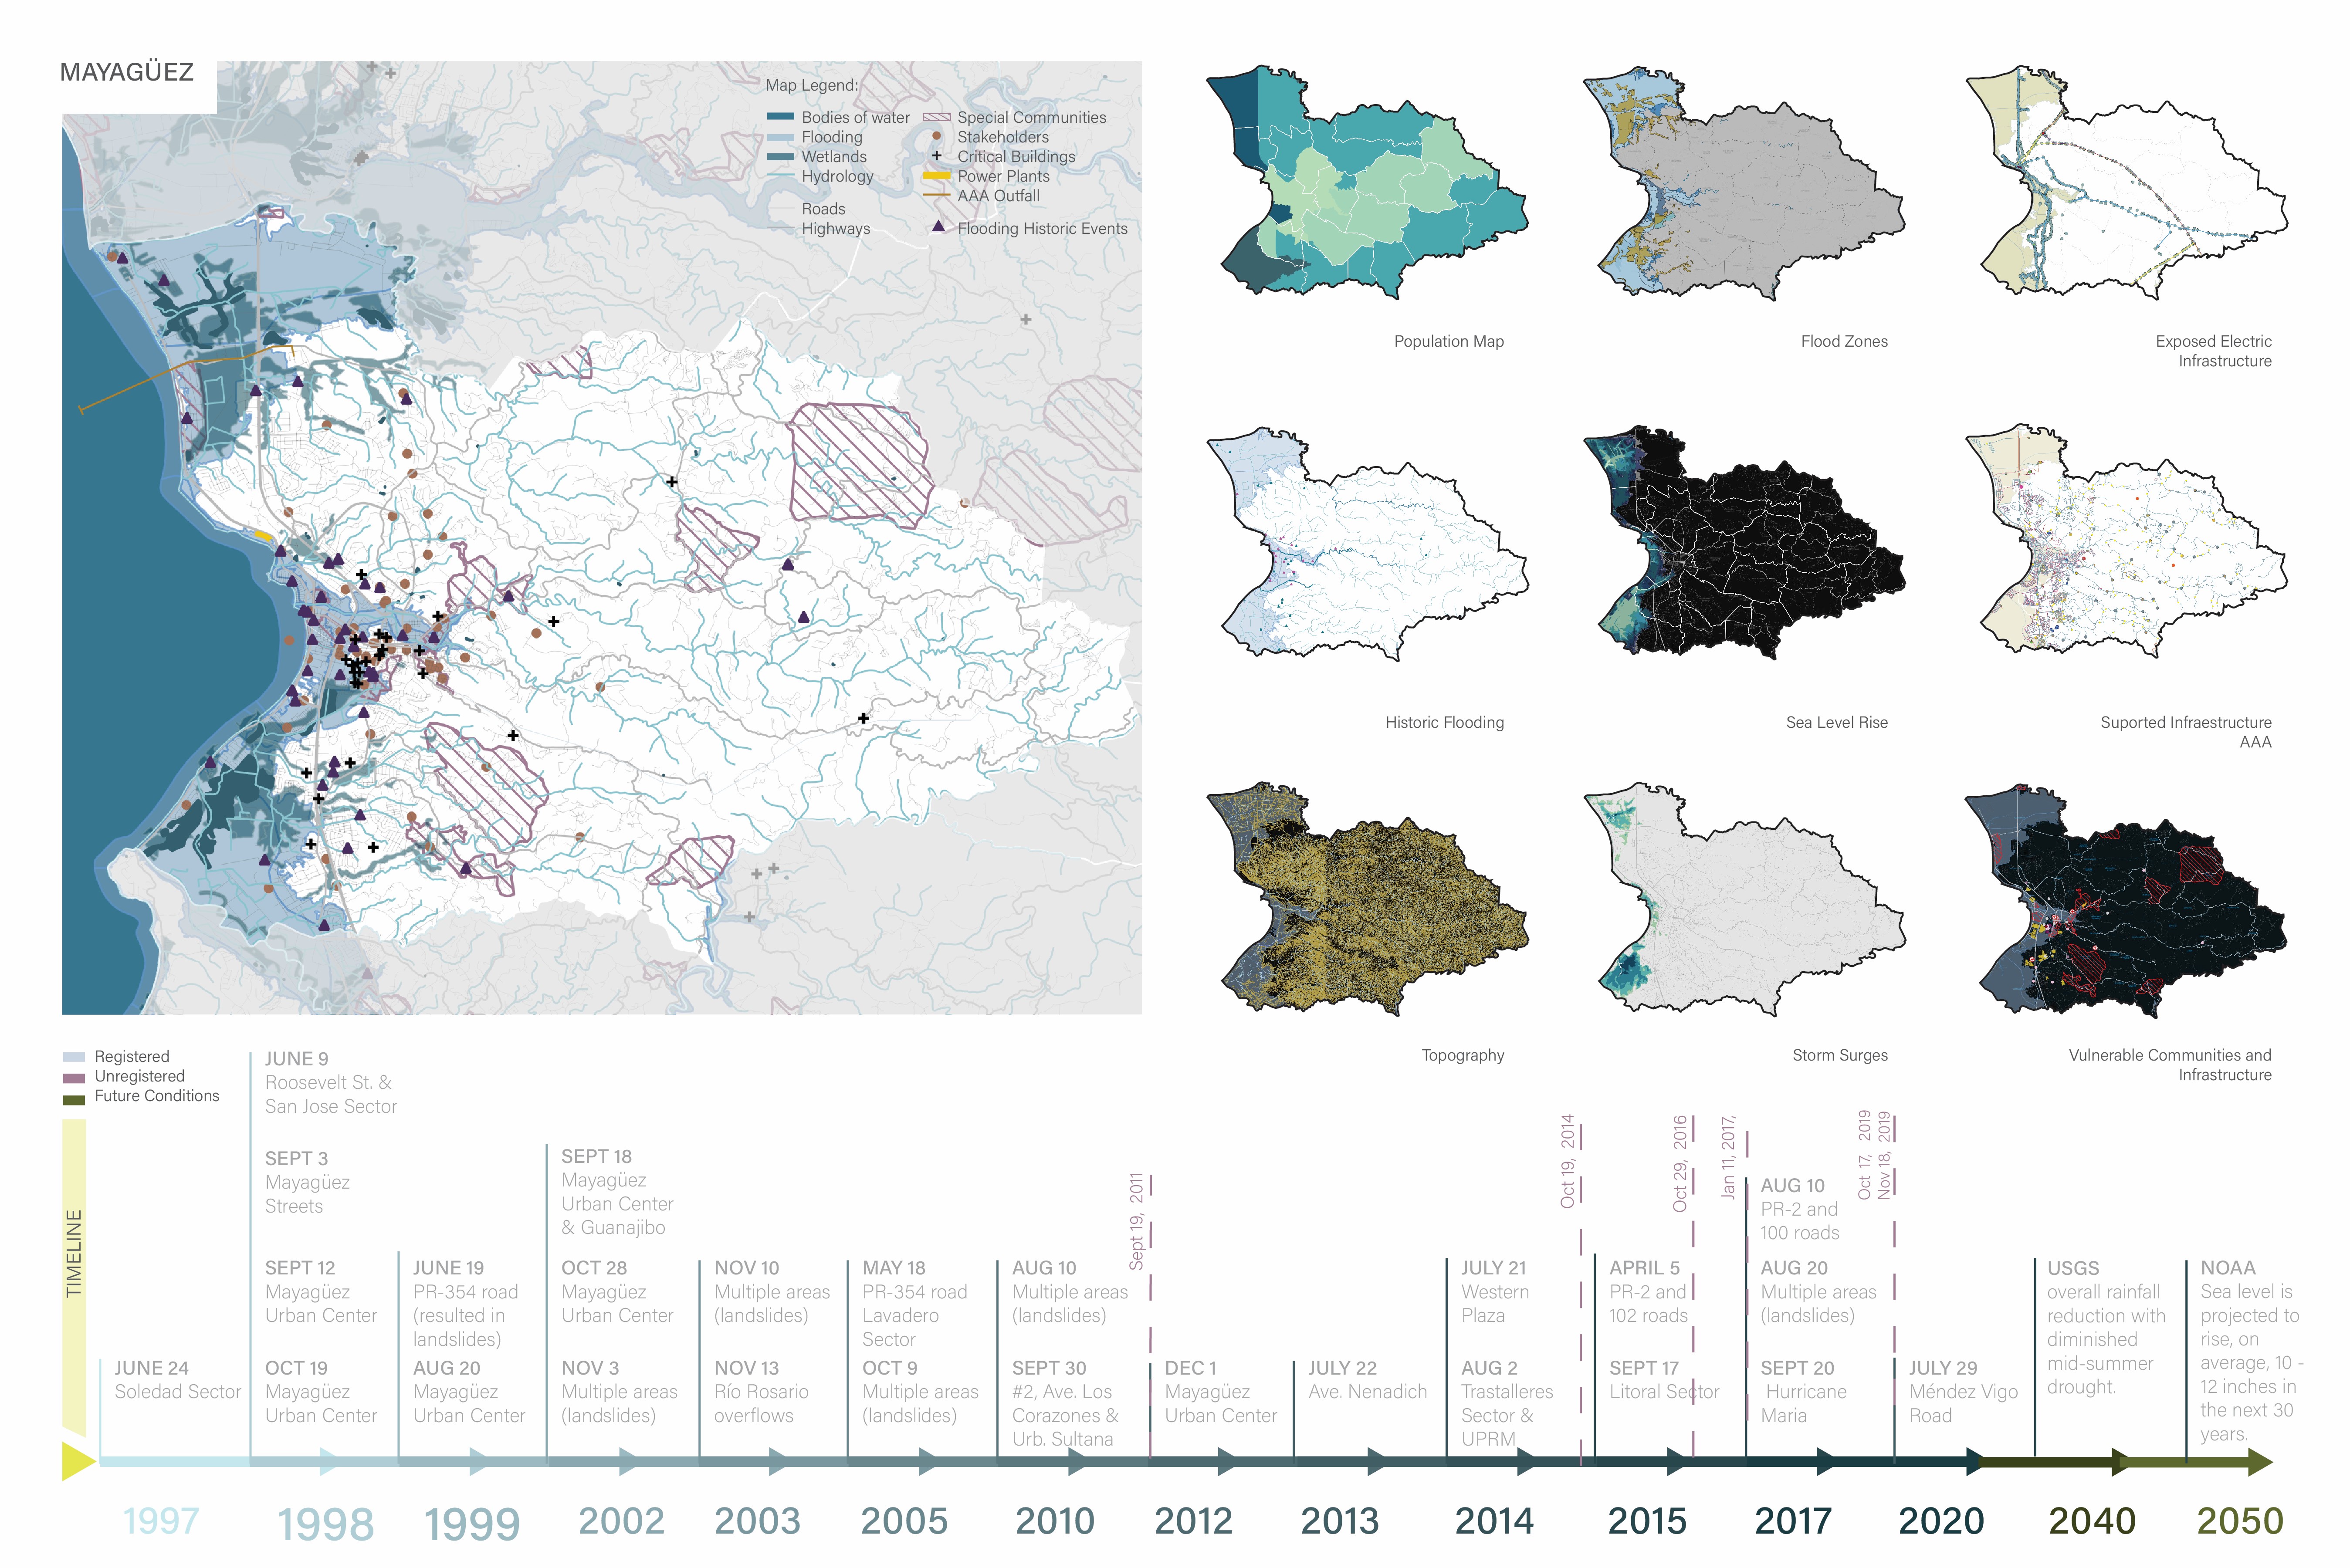 MAYAGÜEZ
Map Legend:
Bodies of water
Flooding
Wetlands
Hydrology
Roads
Highways
Special Communities
Stakeholders
Critical Buildings
Power Plants
AAA Outfall
Flooding Historic Events
Population Map
Flood Zones
Exposed Electric
Infrastructure
Historic Flooding
Sea Level Rise
Suported Infraestructure
AAA
Topography
Storm Surges
Vulnerable Communities and
Infrastructure
Registered
Unregistered
Future Conditions
TIMELINE
JUNE 24
Soledad Sector
JUNE 9
Roosevelt St. &
San Jose Sector
SEPT 3
Mayagüez
Streets
SEPT 12
Mayagüez
Urban Center
OCT 19
Mayagüez
Urban Center
JUNE 19
PR-354 road
(resulted in
landslides)
AUG 20
Mayagüez
Urban Center
SEPT 18
Mayagüez
Urban Center
& Guanajibo
OCT 28
Mayagüez
Urban Center
NOV 3
Multiple areas
(landslides)
NOV 10
Multiple areas
(landslides)
NOV 13
Río Rosario
overflows
MAY 18
PR-354 road
Lavadero
Sector
OCT 9
Multiple areas
(landslides)
AUG 10
Multiple areas
(landslides)
SEPT 30
#2, Ave. Los
Corazones &
Urb. Sultana
Sept 19, 2011
DEC 1
Mayagüez
Urban Center
JULY 22
Ave. Nenadich
JULY 21
Western
Plaza
AUG 2
Trastalleres
Sector &
UPRM
Oct 19, 2014
APRIL 5
PR-2 and
102 roads
SEPT 17
Litoral Sector
Oct 29, 2016
Jan 11, 2017,
AUG 10
PR-2 and
100 roads
AUG 20
Multiple areas
(landslides)
SEPT 20
Hurricane
Maria
Oct 17, 2019
Nov 18, 2019
JULY 29
Méndez Vigo
Road
USGS
overall rainfall
reduction with
diminished
mid-summer
drought.
NOAA
Sea level is
projected to
rise, on
average, 10 -
12 inches in
the next 30
years.
1997
1998
1999
2002
2003
2005
2010
2012
2013
2014
2015
2017
2020
2040
2050